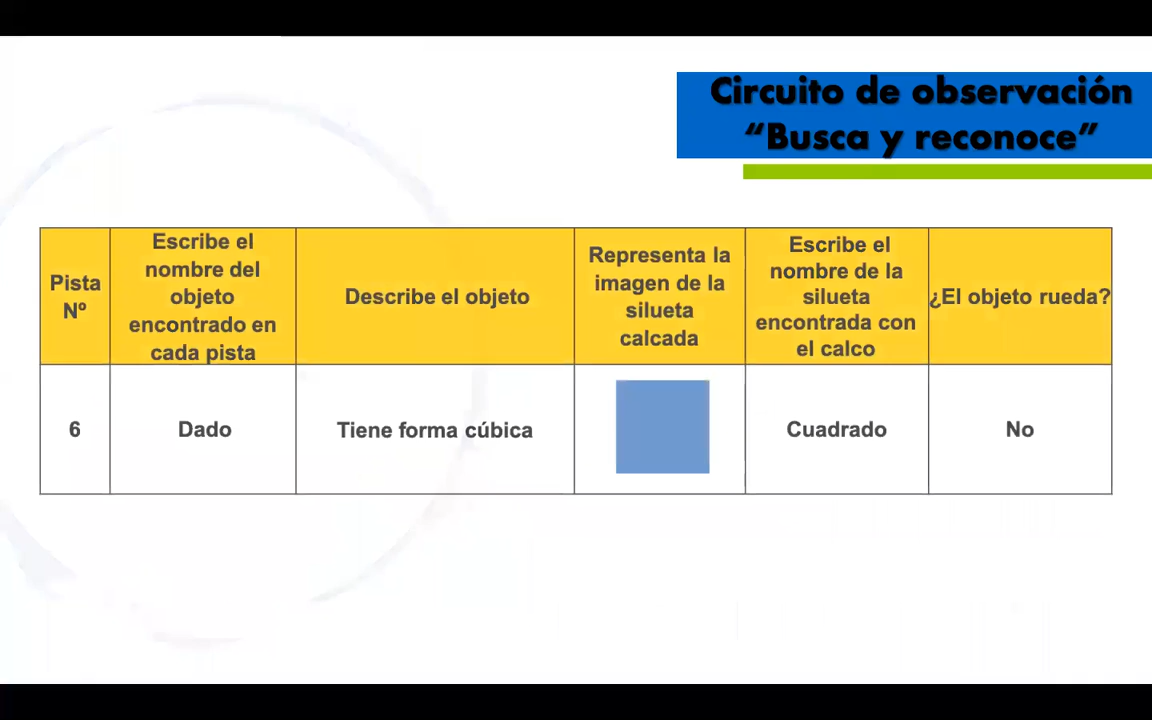 Circuito de observación
“Busca y reconoce”
Pista
Nº
Escribe el
nombre del
objeto
encontrado en
cada pista
Describe el objeto
Representa la
imagen de la
silueta
calcada
Escribe el
nombre de la
silueta
encontrada con
el calco
¿El objeto rueda?
6
Dado
Tiene forma cúbica
Cuadrado
No